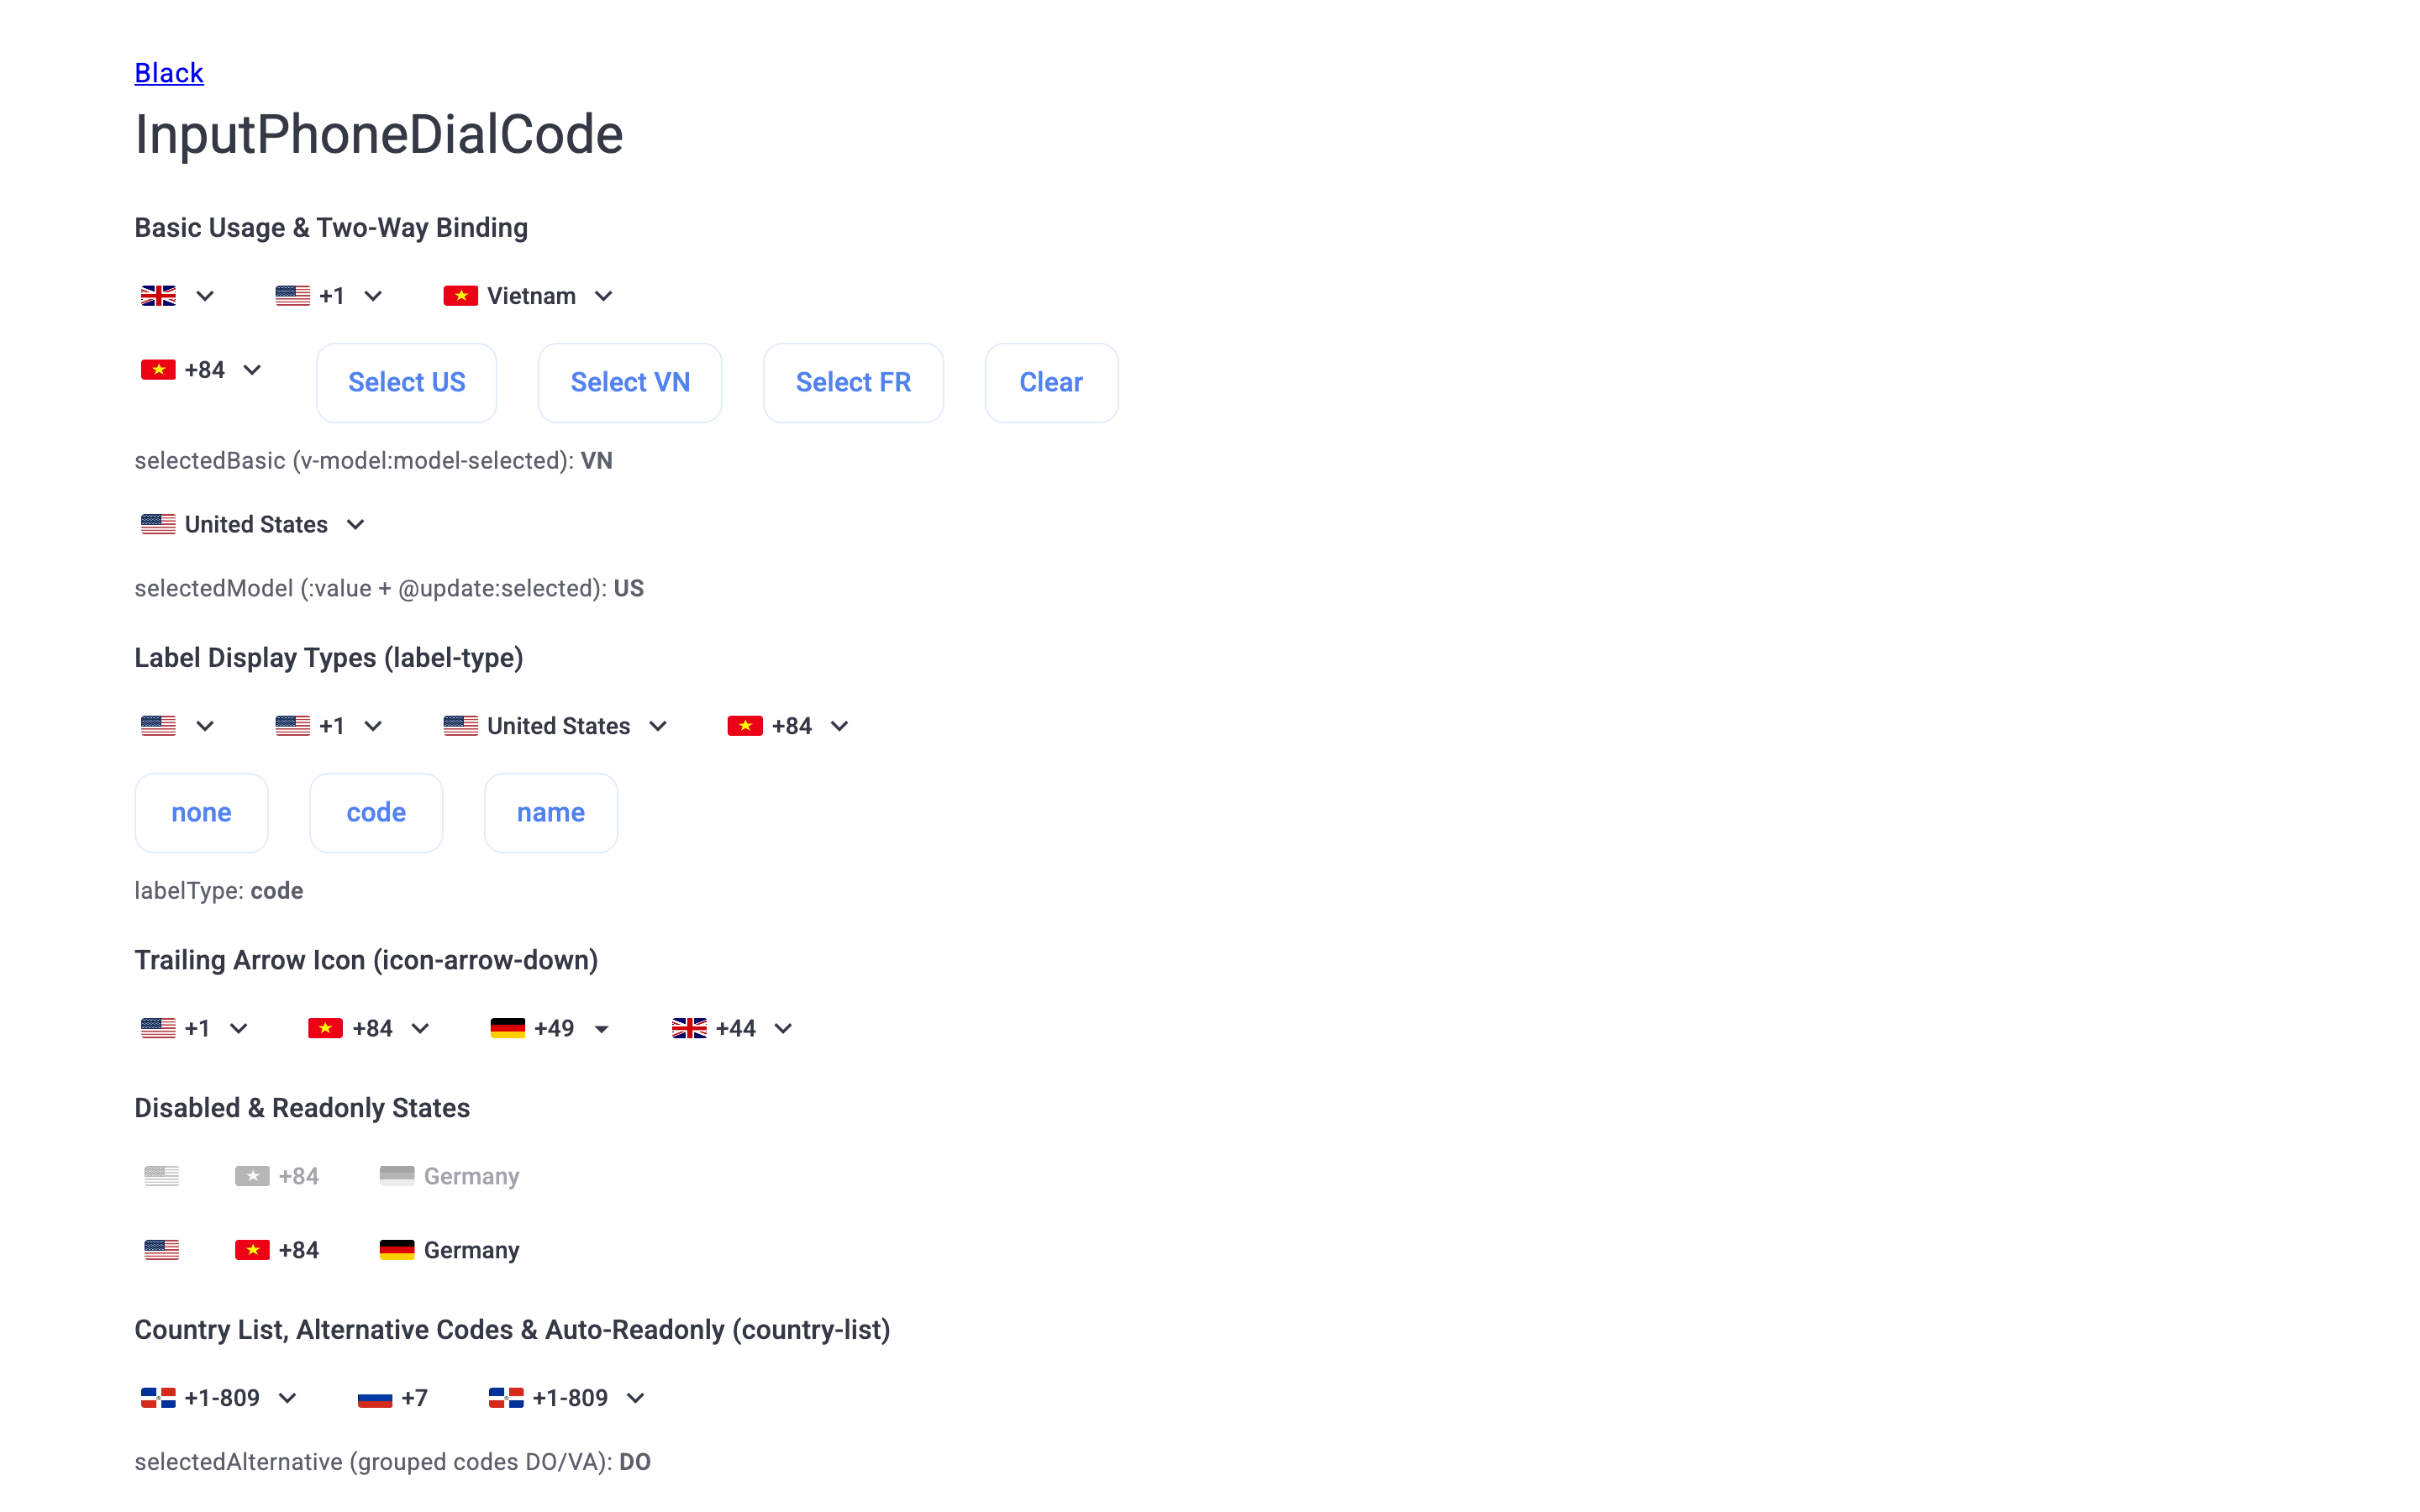 Black
InputPhoneDialCode
Basic Usage & Two-Way Binding
+1 Vietnam
+84 Select US Select VN Select FR Clear
selectedBasic (v-model:model-selected): VN
United States
selectedModel (:value + @update:selected): US
Label Display Types (label-type)
+1 United States +84
none code name
labelType: code
Trailing Arrow Icon (icon-arrow-down)
+1 +84 +49 +44
Disabled & Readonly States
+84 Germany
+84 Germany
Country List, Alternative Codes & Auto-Readonly (country-list)
+1-809 +7 +1-809
selectedAlternative (grouped codes DO/VA): DO